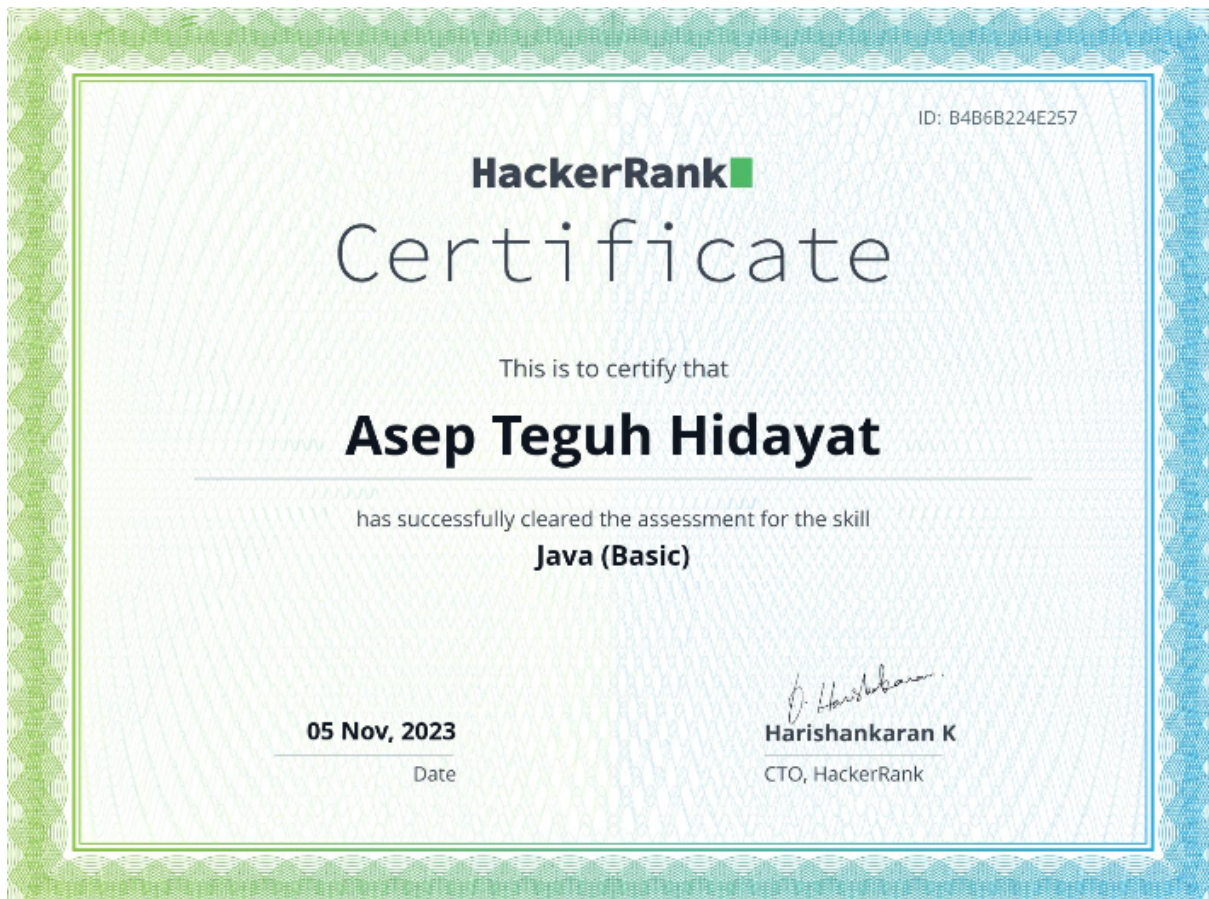 ID: B4B6B224E257
HackerRank
Certificate
This is to certify that
Asep Teguh Hidayat
has successfully cleared the assessment for the skill
Java (Basic)
05 Nov, 2023
Date
Harishankaran K
CTO, HackerRank